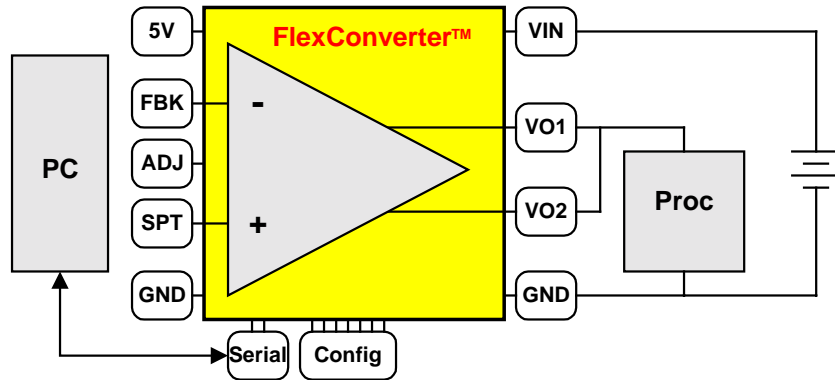 5V
FlexConverter™
VIN
FBK
-
VO1
PC
ADJ
Proc
SPT
+
VO2
GND
GND
Serial
Config